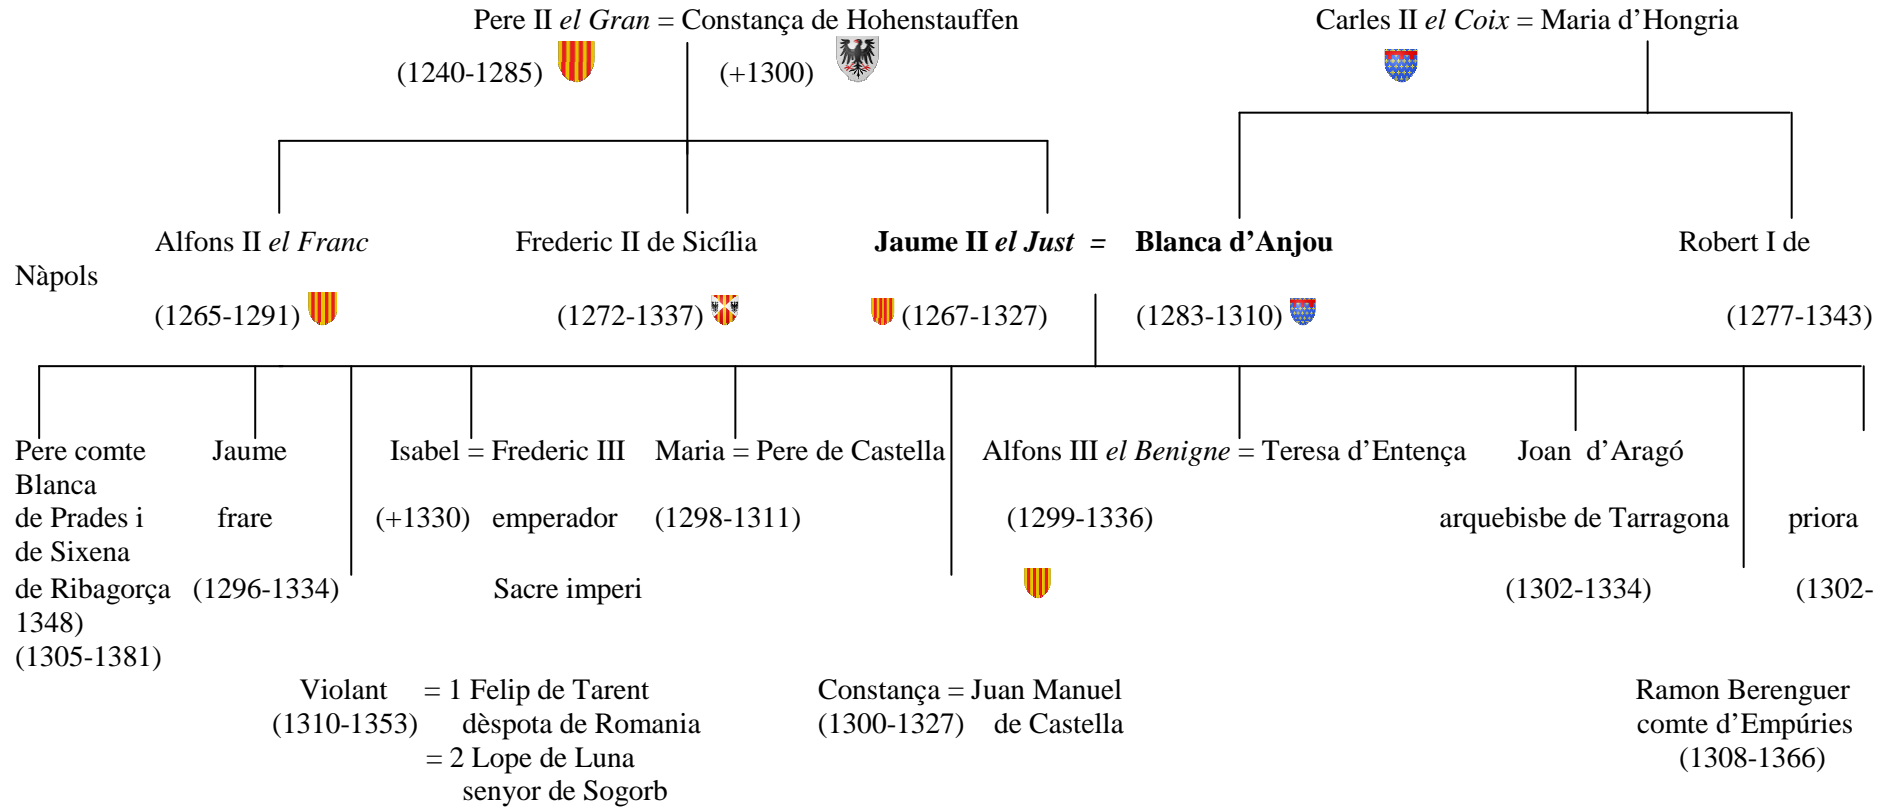 Pere II el Gran = Constança de Hohenstauffen Carles II el Coix = Maria d’Hongria
(1240-1285) (+1300)
Alfons II el Franc Frederic II de Sicília Jaume II el Just = Blanca d’Anjou Robert I de
Nàpols
(1265-1291) (1272-1337) (1267-1327) (1283-1310) (1277-1343)
Pere comte Jaume Isabel = Frederic III Maria = Pere de Castella Alfons III el Benigne = Teresa d’Entença Joan d’Aragó
Blanca
de Prades i frare (+1330) emperador (1298-1311) (1299-1336) arquebisbe de Tarragona priora
de Sixena
de Ribagorça (1296-1334) Sacre imperi (1302-1334) (1302-
1348)
(1305-1381)
Violant = 1 Felip de Tarent Constança = Juan Manuel Ramon Berenguer
(1310-1353) dèspota de Romania (1300-1327) de Castella comte d’Empúries
= 2 Lope de Luna (1308-1366)
senyor de Sogorb